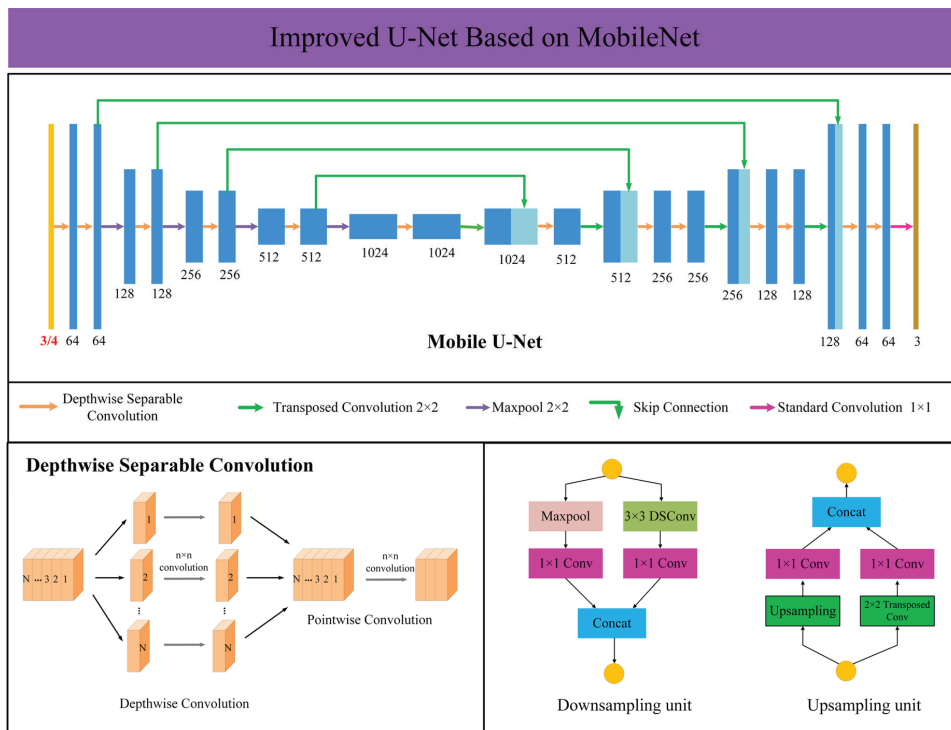 Improved U-Net Based on MobileNet
3/4
64
64
128
128
256
256
512
512
1024
1024
1024
512
512
256
256
256
128
128
128
64
64
3
Mobile U-Net
Depthwise Separable
Convolution
Transposed Convolution 2×2
Maxpool 2×2
Skip Connection
Standard Convolution 1×1
Depthwise Separable Convolution
N ... 3 2 1
1
2
...
N
n×n
convolution
1
2
...
N
N ... 3 2 1
n×n
convolution
Pointwise Convolution
Depthwise Convolution
Maxpool
3×3 DSConv
1×1 Conv
1×1 Conv
Concat
Downsampling unit
Concat
1×1 Conv
1×1 Conv
Upsampling
2×2 Transposed
Conv
Upsampling unit